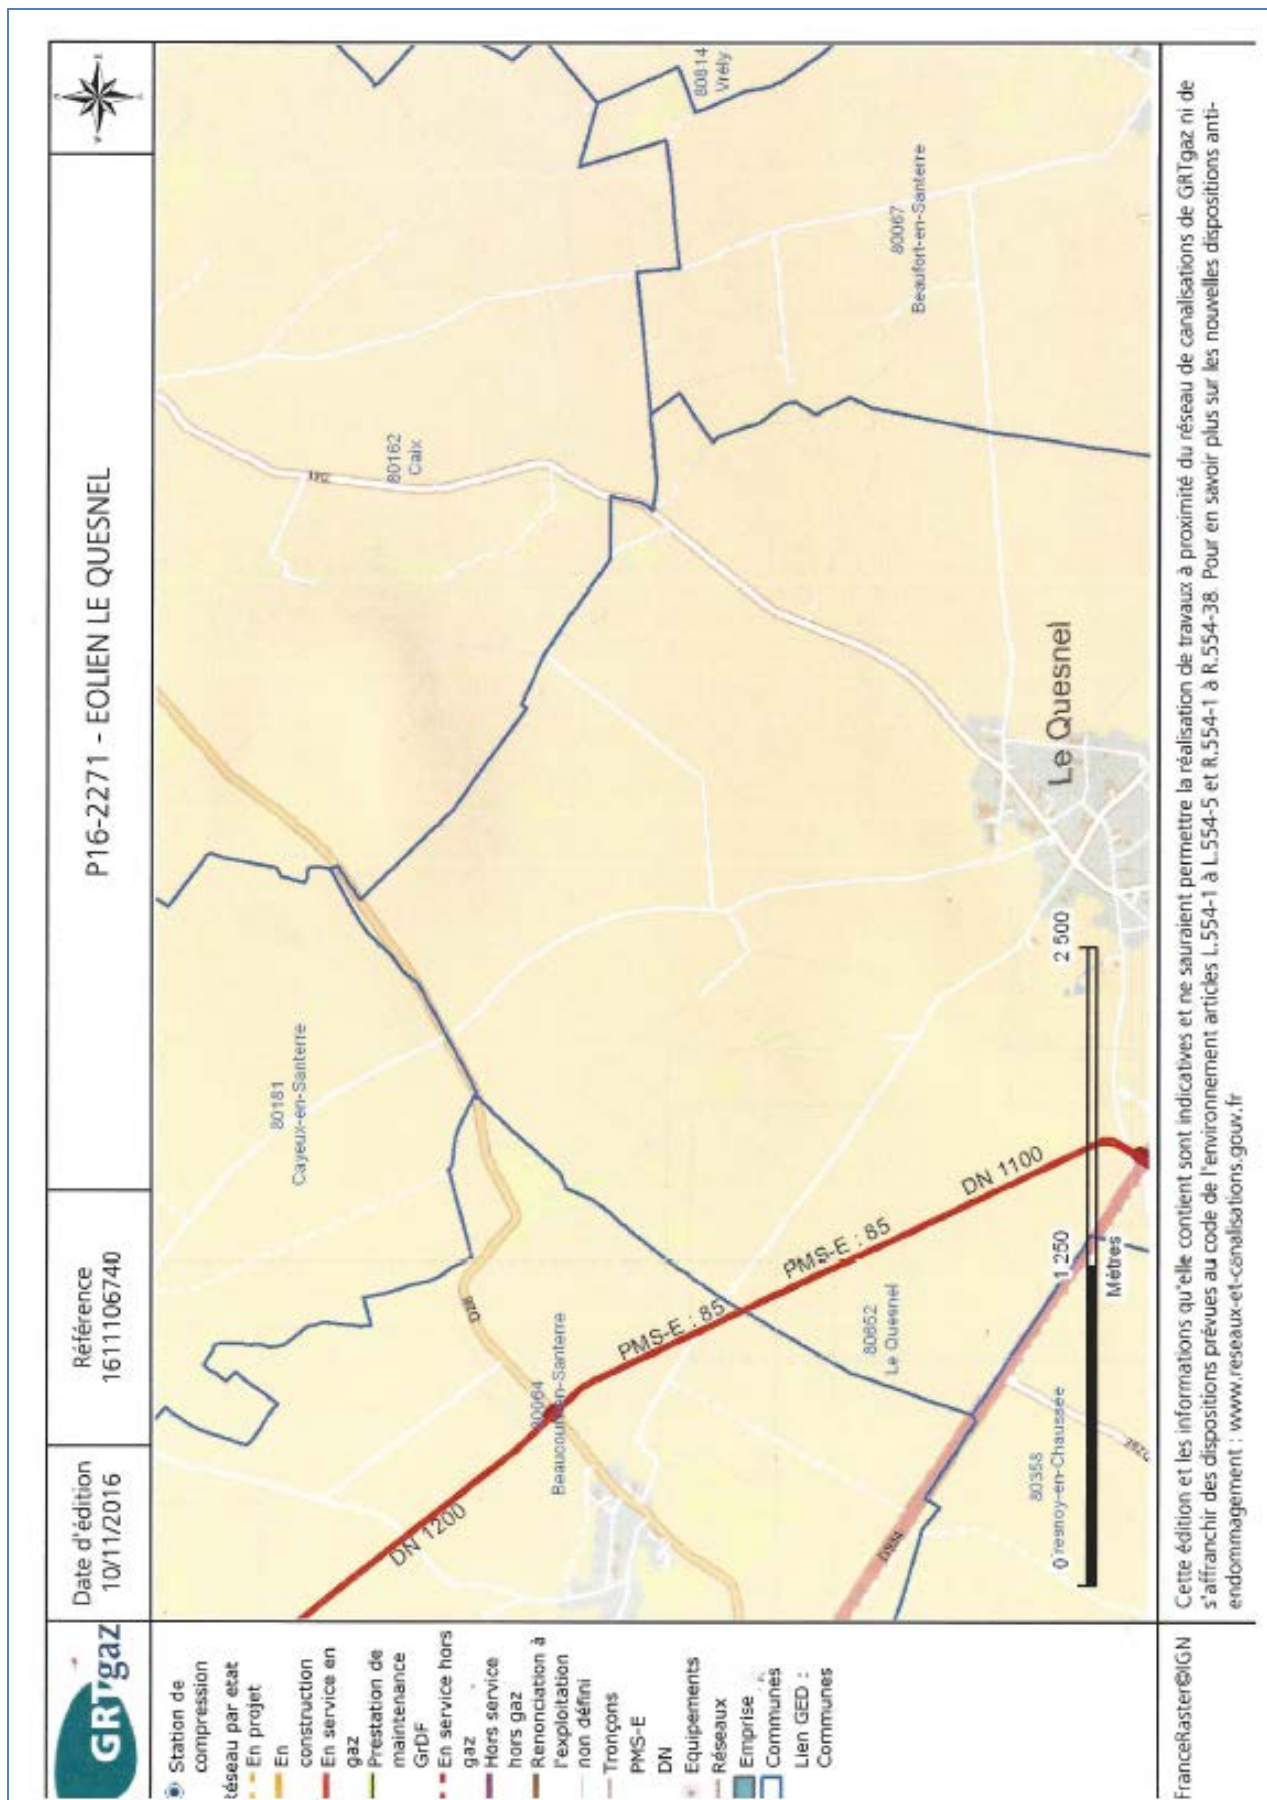 GRTgaz
Date d'édition
10/11/2016
Référence
1611106740
P16-2271 - EOLIEN LE QUESNEL
Station de
compression
Réseau par etat
En projet
En
construction
En service en
gaz
Prestation de
maintenance
GrDF
En service hors
gaz
Hors service
hors gaz
Renonciation à
l'exploitation
non défini
Tronçons
PMS-E
DN
Equipements
Réseaux
Emprise
Communes
Lien GED :
Communes
80814
Vrély
80162
Caix
80067
Beaufort-en-Santerre
80181
Cayeux-en-Santerre
D28
80064
Beaucourt-en-Santerre
DN 1200
PMS-E : 85
PMS-E : 85
DN 1100
80652
Le Quesnel
Le Quesnel
80358
Fresnoy-en-Chaussée
D934
0
1 250
2 500
Mètres
FranceRaster©IGN
Cette édition et les informations qu'elle contient sont indicatives et ne sauraient permettre la réalisation de travaux à proximité du réseau de canalisations de GRTgaz ni de
s'affranchir des dispositions prévues au code de l'environnement articles L.554-1 à L.554-5 et R.554-1 à R.554-38. Pour en savoir plus sur les nouvelles dispositions anti-
endommagement : www.reseaux-et-canalisations.gouv.fr